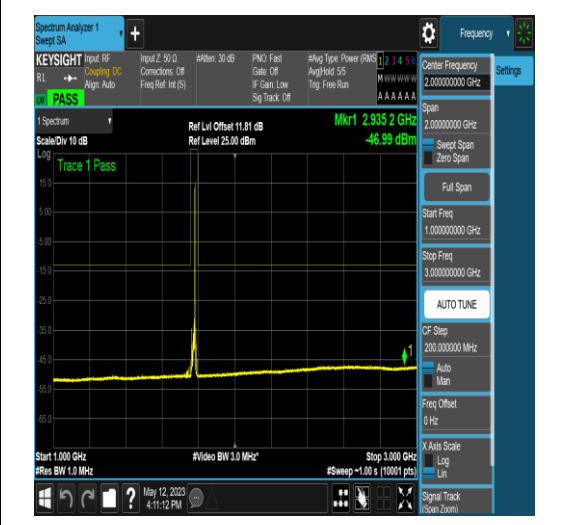 Spectrum Analyzer 1
Swept SA
Frequency
KEYSIGHT
RL
PASS
Input: RF
Coupling: DC
Align: Auto
Input Z: 50 Ω
Corrections: Off
Freq Ref: Int (S)
#Atten: 30 dB
PNO: Fast
Gate: Off
IF Gain: Low
Sig Track: Off
#Avg Type: Power (RMS
Avg|Hold: 5/5
Trig: Free Run
1 2 3 4 5 6
M W W W W W
A A A A A A
1 Spectrum
Scale/Div 10 dB
Ref Lvl Offset 11.81 dB
Ref Level 25.00 dBm
Mkr1 2.935 2 GHz
-46.99 dBm
Log
Trace 1 Pass
15.0
5.00
-5.00
-15.0
-25.0
-35.0
-45.0
-55.0
-65.0
1
Start 1.000 GHz
#Res BW 1.0 MHz
#Video BW 3.0 MHz*
Stop 3.000 GHz
#Sweep ~1.00 s (10001 pts)
Center Frequency
2.000000000 GHz
Settings
Span
2.00000000 GHz
Swept Span
Zero Span
Full Span
Start Freq
1.000000000 GHz
Stop Freq
3.000000000 GHz
AUTO TUNE
CF Step
200.000000 MHz
Auto
Man
Freq Offset
0 Hz
X Axis Scale
Log
Lin
Signal Track
(Span Zoom)
?
May 12, 2023
4:11:12 PM